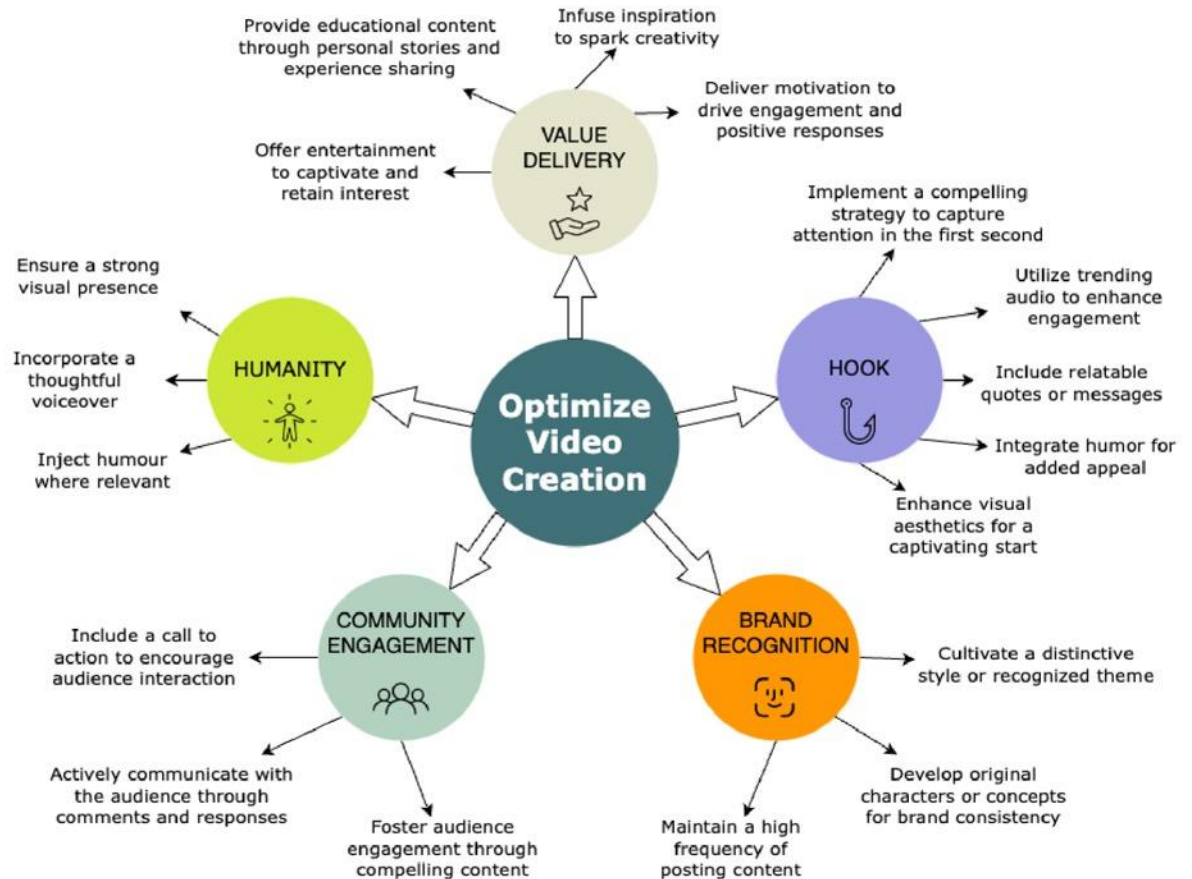 Provide educational content
through personal stories and
experience sharing
Infuse inspiration
to spark creativity
Deliver motivation to
drive engagement and
positive responses
Offer entertainment
to captivate and
retain interest
VALUE
DELIVERY
Implement a compelling
strategy to capture
attention in the first second
Utilize trending
audio to enhance
engagement
Include relatable
quotes or messages
Integrate humor for
added appeal
Enhance visual
aesthetics for a
captivating start
HOOK
Ensure a strong
visual presence
Incorporate a
thoughtful
voiceover
Inject humour
where relevant
HUMANITY
Optimize
Video
Creation
COMMUNITY
ENGAGEMENT
Include a call to
action to encourage
audience interaction
Actively communicate with
the audience through
comments and responses
Foster audience
engagement through
compelling content
BRAND
RECOGNITION
Cultivate a distinctive
style or recognized theme
Develop original
characters or concepts
for brand consistency
Maintain a high
frequency of
posting content